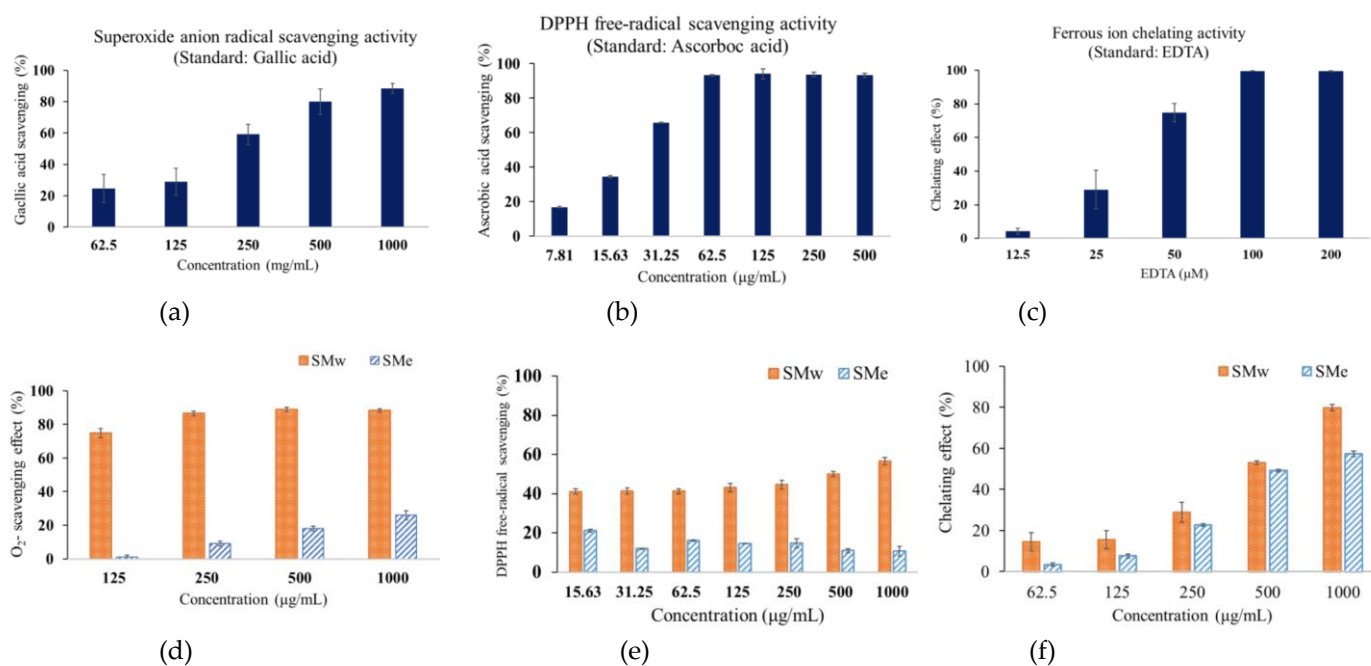 Superoxide anion radical scavenging activity
(Standard: Gallic acid)
Gacllic acid scavenging (%)
100
80
60
40
20
0
62.5 125 250 500 1000
Concentration (mg/mL)
(a)
DPPH free-radical scavenging activity
(Standard: Ascorboc acid)
Ascrobic acid scavenging (%)
100
80
60
40
20
0
7.81 15.63 31.25 62.5 125 250 500
Concentration (μg/mL)
(b)
Ferrous ion chelating activity
(Standard: EDTA)
Chelating effect (%)
100
80
60
40
20
0
12.5 25 50 100 200
EDTA (μM)
(c)
SMw SMe
O2- scavenging effect (%)
100
80
60
40
20
0
125 250 500 1000
Concentration (μg/mL)
(d)
SMw SMe
DPPH free-radical scavenging (%)
100
80
60
40
20
0
15.63 31.25 62.5 125 250 500 1000
Concentration (μg/mL)
(e)
SMw SMe
Chelating effect (%)
100
80
60
40
20
0
62.5 125 250 500 1000
Concentration (μg/mL)
(f)